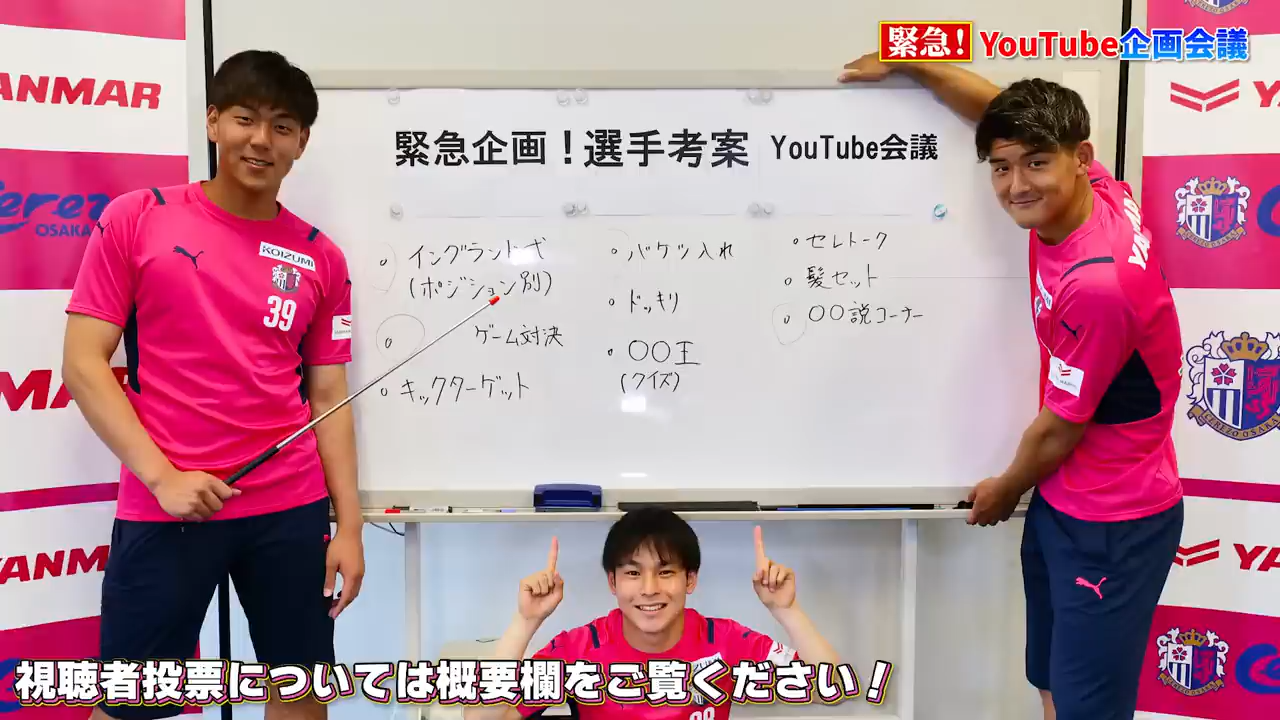 緊急！
YouTube企画会議
YANMAR
緊急企画！選手考案 YouTube会議
Cerezo
OSAKA
KOIZUMI
39
イングランド式
(ポジション別)
ゲーム対決
キックターゲット
バケツ入れ
ドッキリ
〇〇王
(クイズ)
セレトーク
髪セット
〇〇説コーナー
YANMAR
CEREZO OSAKA
YANMAR
視聴者投票については概要欄をご覧ください！